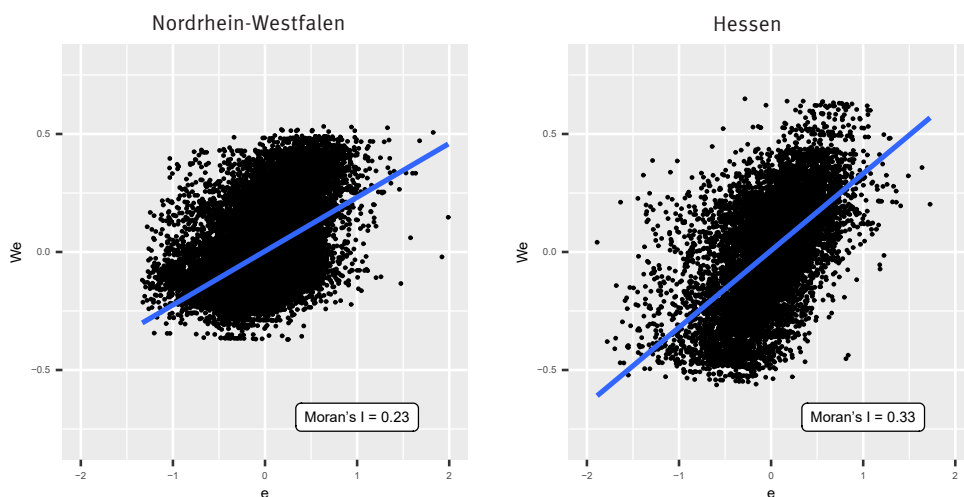 Nordrhein-Westfalen
We
0.5
0.0
−0.5
Moran's I = 0.23
−2 −1 0 1 2
e
Hessen
We
0.5
0.0
−0.5
Moran's I = 0.33
−2 −1 0 1 2
e